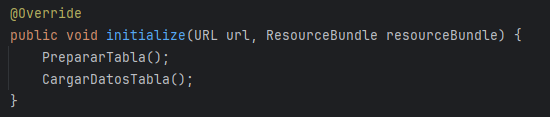 @Override
public void initialize(URL url, ResourceBundle resourceBundle) {
    PrepararTabla();
    CargarDatosTabla();
}